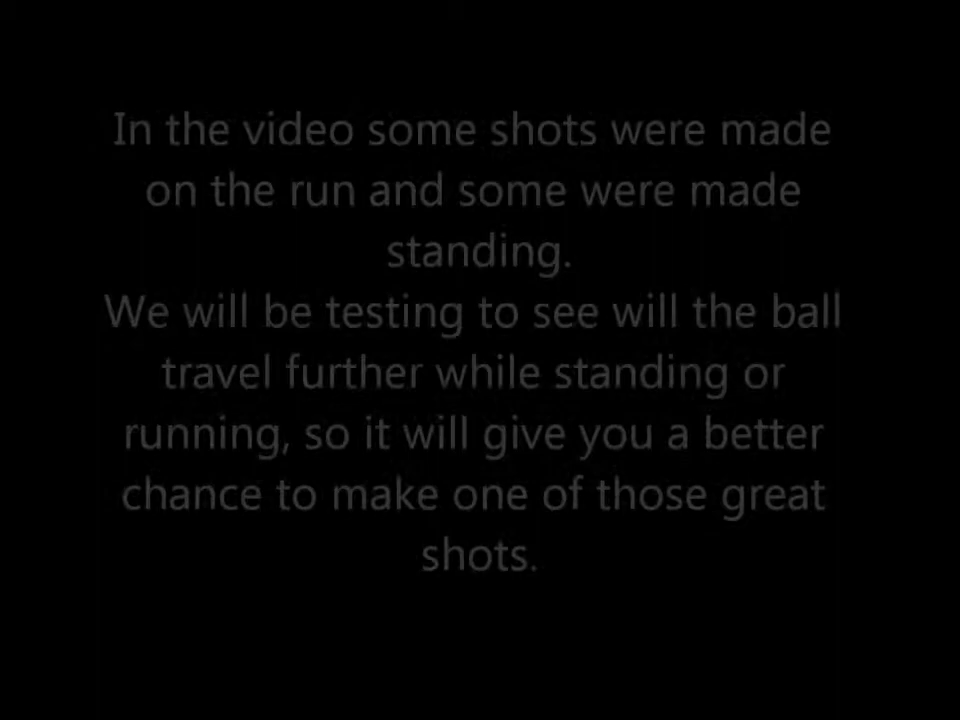 In the video some shots were made
on the run and some were made
standing.
We will be testing to see will the ball
travel further while standing or
running, so it will give you a better
chance to make one of those great
shots.